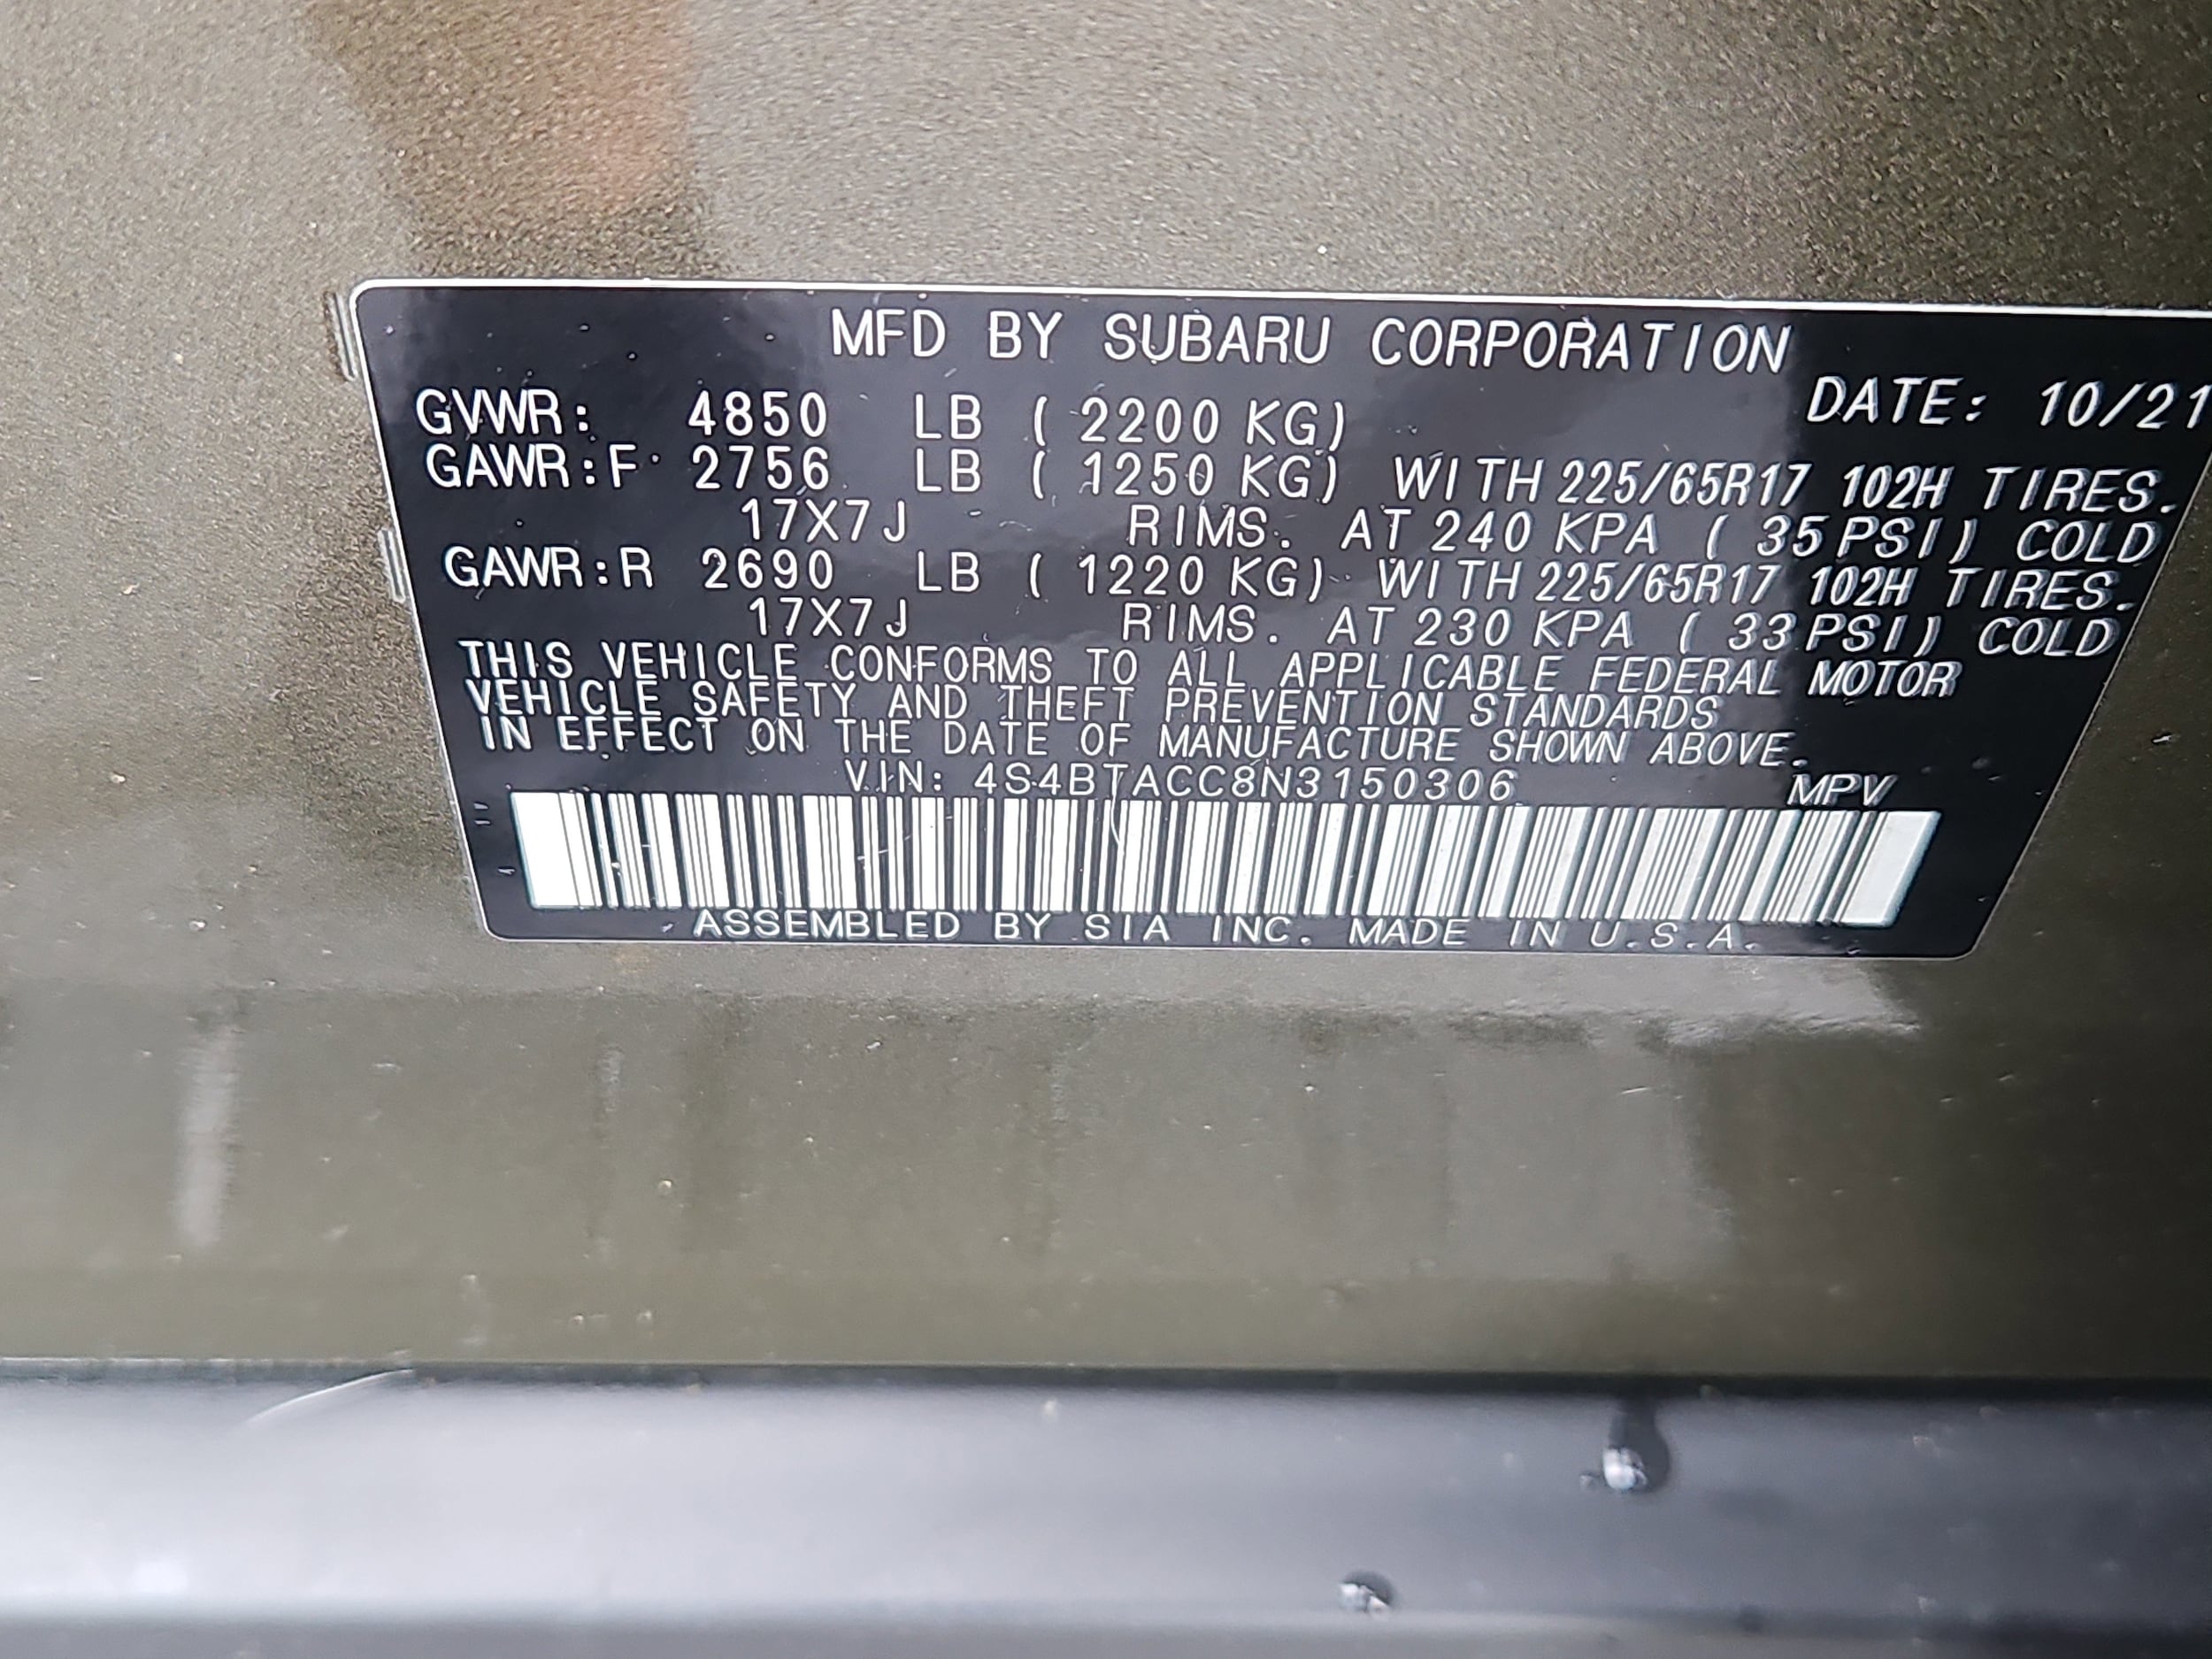 MFD BY SUBARU CORPORATION
DATE: 10/21
GVWR: 4850 LB ( 2200 KG)
GAWR:F 2756 LB ( 1250 KG) WITH 225/65R17 102H TIRES.
17X7J RIMS. AT 240 KPA ( 35 PSI) COLD
GAWR:R 2690 LB ( 1220 KG) WITH 225/65R17 102H TIRES.
17X7J RIMS. AT 230 KPA ( 33 PSI) COLD
THIS VEHICLE CONFORMS TO ALL APPLICABLE FEDERAL MOTOR
VEHICLE SAFETY AND THEFT PREVENTION STANDARDS
IN EFFECT ON THE DATE OF MANUFACTURE SHOWN ABOVE.
VIN: 4S4BTACC8N3150306 MPV
ASSEMBLED BY SIA INC. MADE IN U.S.A.